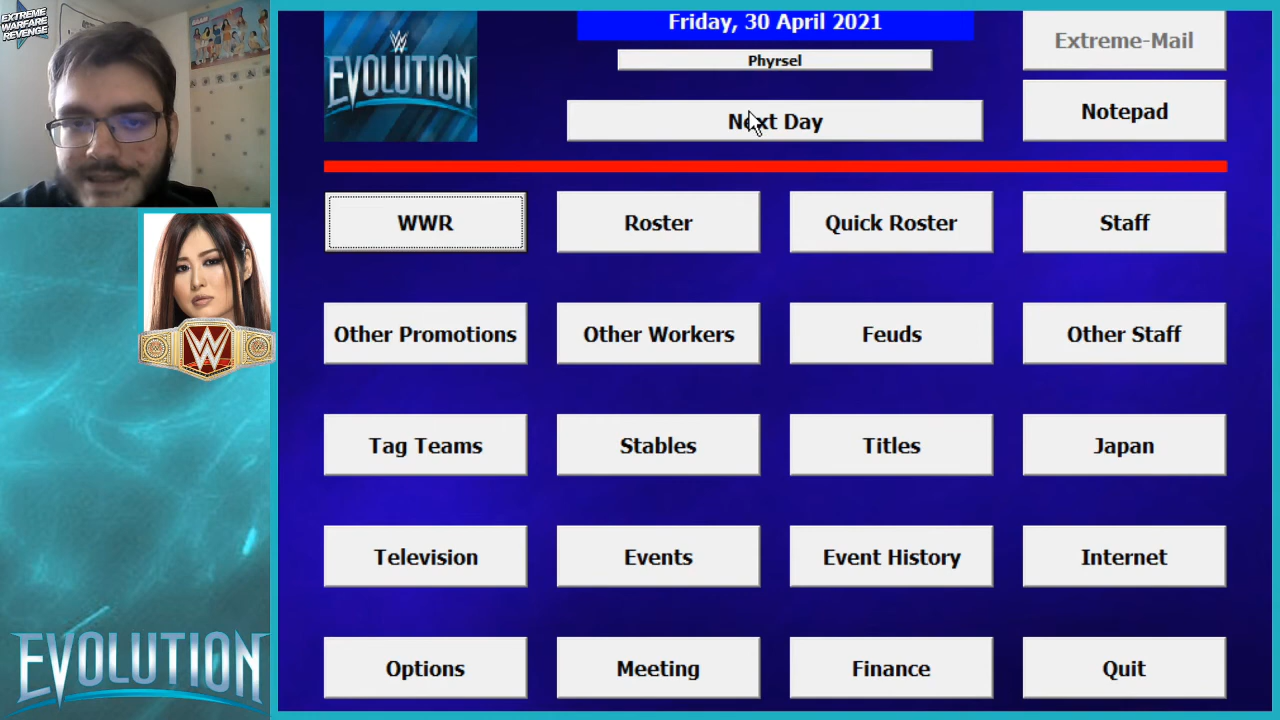 EXTREME
WARFARE
REVENGE
W
EVOLUTION
Friday, 30 April 2021
Phyrsel
Next Day
Extreme-Mail
Notepad
WWR
Roster
Quick Roster
Staff
Other Promotions
Other Workers
Feuds
Other Staff
Tag Teams
Stables
Titles
Japan
Television
Events
Event History
Internet
Options
Meeting
Finance
Quit
W
EVOLUTION